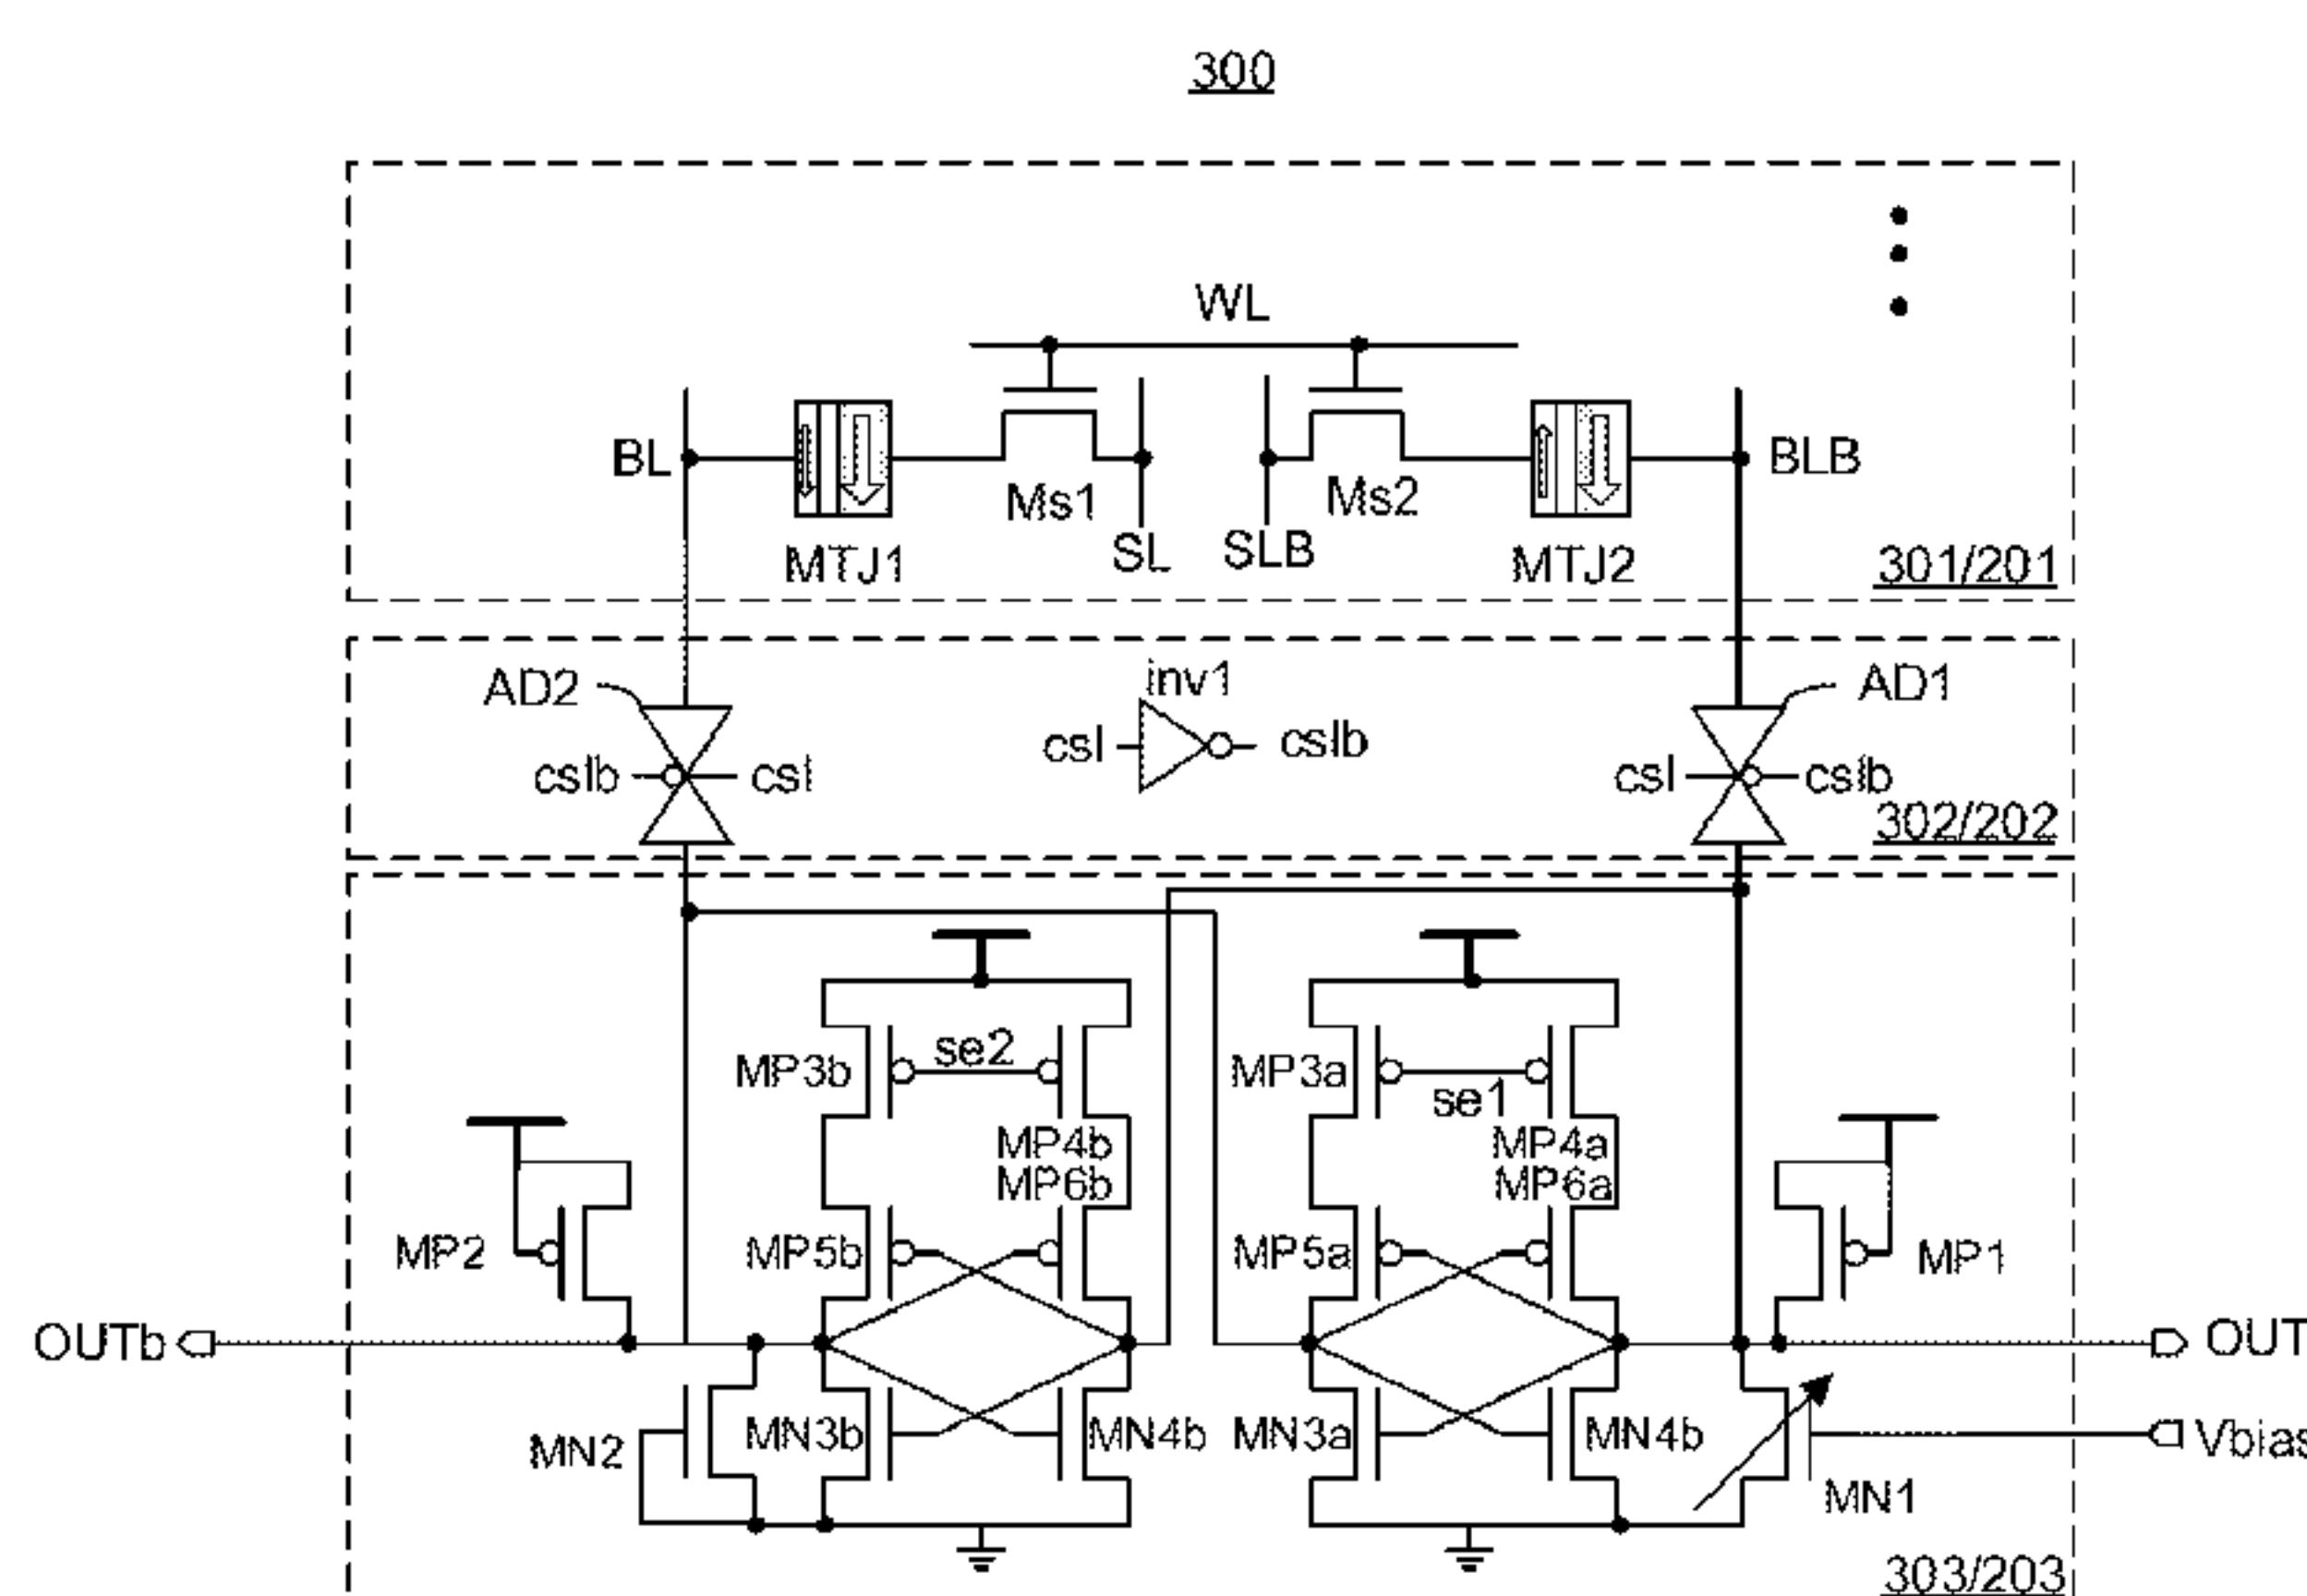 300
WL
BL
BLB
Ms1
Ms2
MTJ1
SL
SLB
MTJ2
301/201
AD2
inv1
AD1
cslb
csl
csl
cslb
csl
cslb
302/202
MP3b
se2
MP3a
se1
MP4b
MP4a
MP6b
MP6a
MP2
MP5b
MP5a
MP1
OUTb
OUT
MN2
MN3b
MN4b
MN3a
MN4b
Vbias
MN1
303/203